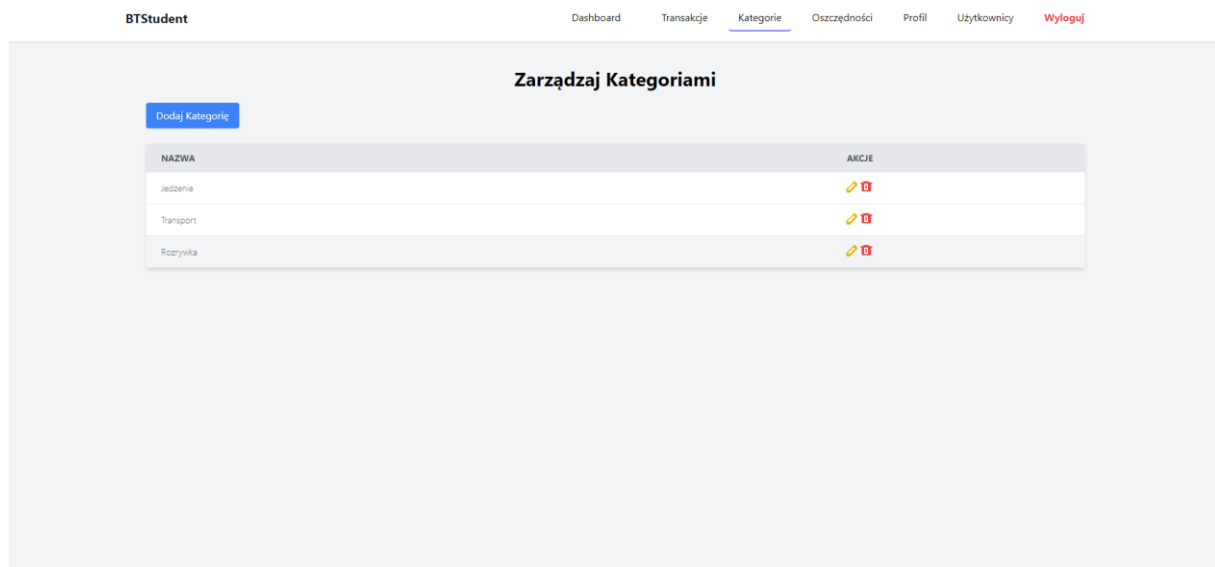 BTStudent Dashboard Transakcje Kategorie Oszczędności Profil Użytkownicy Wyloguj
Zarządzaj Kategoriami
Dodaj Kategorię
NAZWA AKCJE
Jedzenie
Transport
Rozrywka